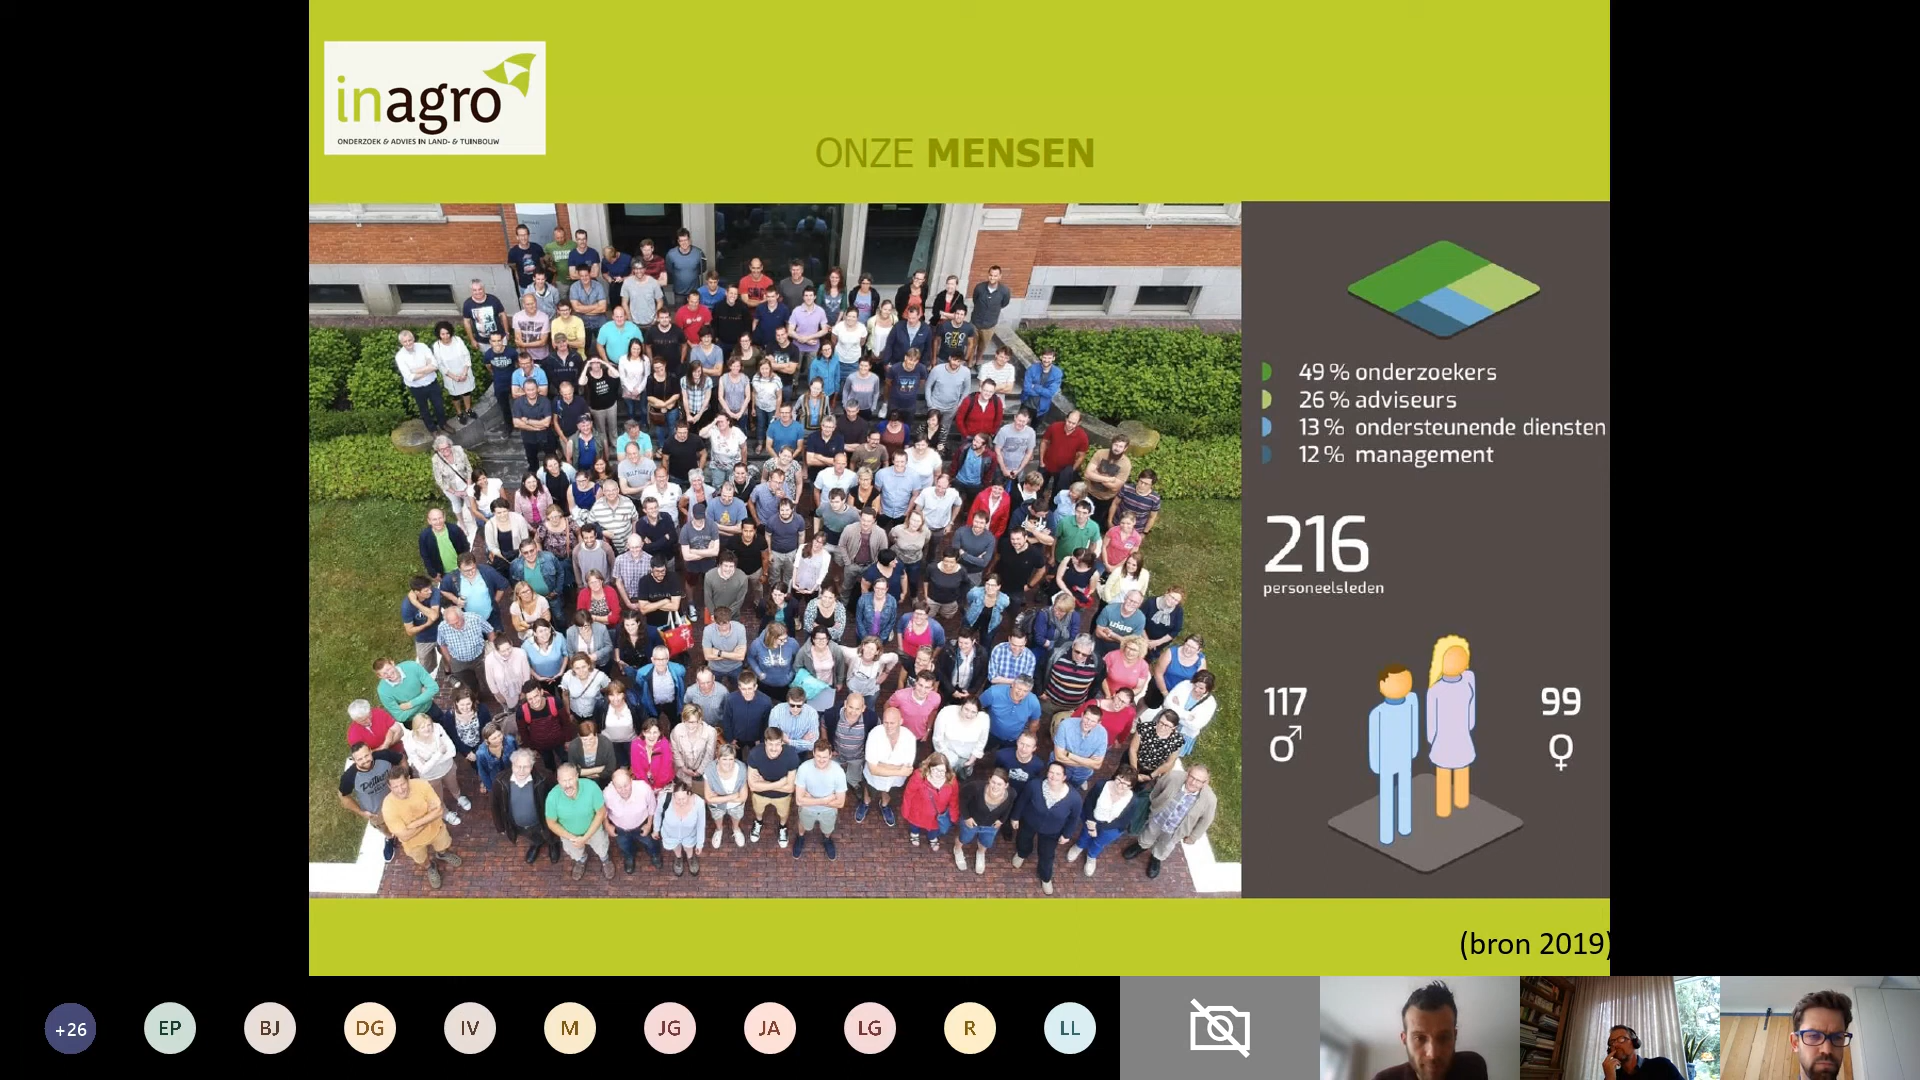 inagro
ONDERZOEK & ADVIES IN LAND- & TUINBOUW
ONZE MENSEN
49 % onderzoekers
26 % adviseurs
13 % ondersteunende diensten
12 % management
216
personeelsleden
117
99
(bron 2019)
+26
EP
BJ
DG
IV
M
JG
JA
LG
R
LL